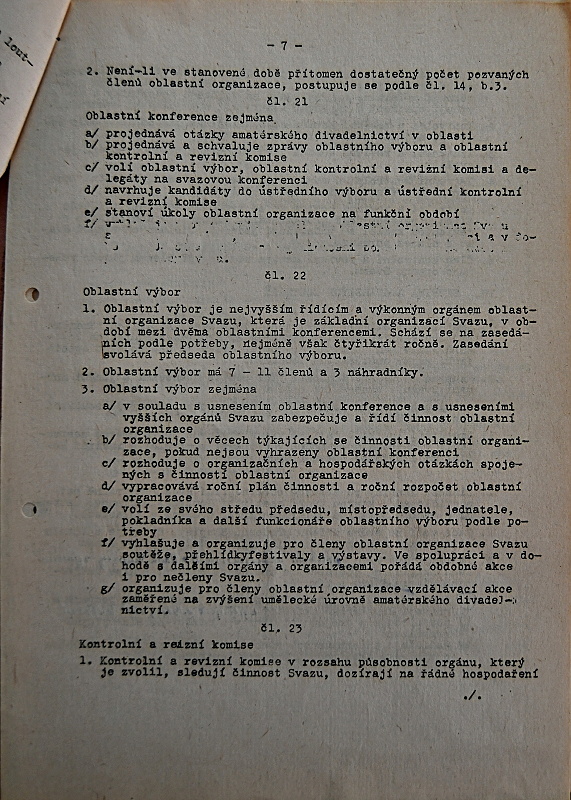 lout-
- 7 -
2. Není-li ve stanovené době přítomen dostatečný počet pozvaných
členů oblastní organizace, postupuje se podle čl. 14, b.3.
čl. 21
Oblastní konference zejména
a/ projednává otázky amatérského divadelnictví v oblasti
b/ projednává a schvaluje zprávy oblastního výboru a oblastní
kontrolní a revizní komise
c/ volí oblastní výbor, oblastní kontrolní a revizní komisi a de-
legáty na svazovou konferenci
d/ navrhuje kandidáty do ústředního výboru a ústřední kontrolní
a revizní komise
e/ stanoví úkoly oblastní organizace na funkční období
f/
čl. 22
Oblastní výbor
1. Oblastní výbor je nejvyšším řídícím a výkonným orgánem oblast-
ní organizace Svazu, která je základní organizací Svazu, v ob-
dobí mezi dvěma oblastními konferencemi. Schází se na zasedá-
ních podle potřeby, nejméně však čtyřikrát ročně. Zasedání
svolává předseda oblastního výboru.
2. Oblastní výbor má 7 - 11 členů a 3 náhradníky.
3. Oblastní výbor zejména
a/ v souladu s usnesením oblastní konference a s usneseními
vyšších orgánů Svazu zabezpečuje a řídí činnost oblastní
organizace
b/ rozhoduje o věcech týkajících se činnosti oblastní organi-
zace, pokud nejsou vyhrazeny oblastní konferenci
c/ rozhoduje o organizačních a hospodářských otázkách spoje-
ných s činností oblastní organizace
d/ vypracovává roční plán činnosti a roční rozpočet oblastní
organizace
e/ volí ze svého středu předsedu, místopředsedu, jednatele,
pokladníka a další funkcionáře oblastního výboru podle po-
třeby
f/ vyhlašuje a organizuje pro členy oblastní organizace Svazu
soutěže, přehlídkyfestivaly a výstavy. Ve spolupráci a v do-
hodě s dalšími orgány a organizacemi pořádá obdobné akce
i pro nečleny Svazu.
g/ organizuje pro členy oblastní organizace vzdělávací akce
zaměřené na zvýšení umělecké úrovně amatérského divadel-
nictví.
čl. 23
Kontrolní a reizní komise
1. Kontrolní a revizní komise v rozsahu působnosti orgánu, který
je zvolil, sledují činnost Svazu, dozírají na řádné hospodaření
./.